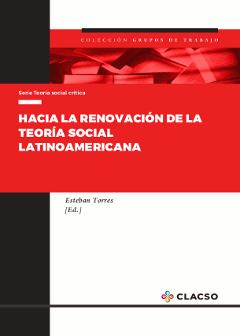 COLECCIÓN GRUPOS DE TRABAJO
Serie Teoría social crítica
HACIA LA RENOVACIÓN DE LA
TEORÍA SOCIAL
LATINOAMERICANA
Esteban Torres
[Ed.]
CLACSO